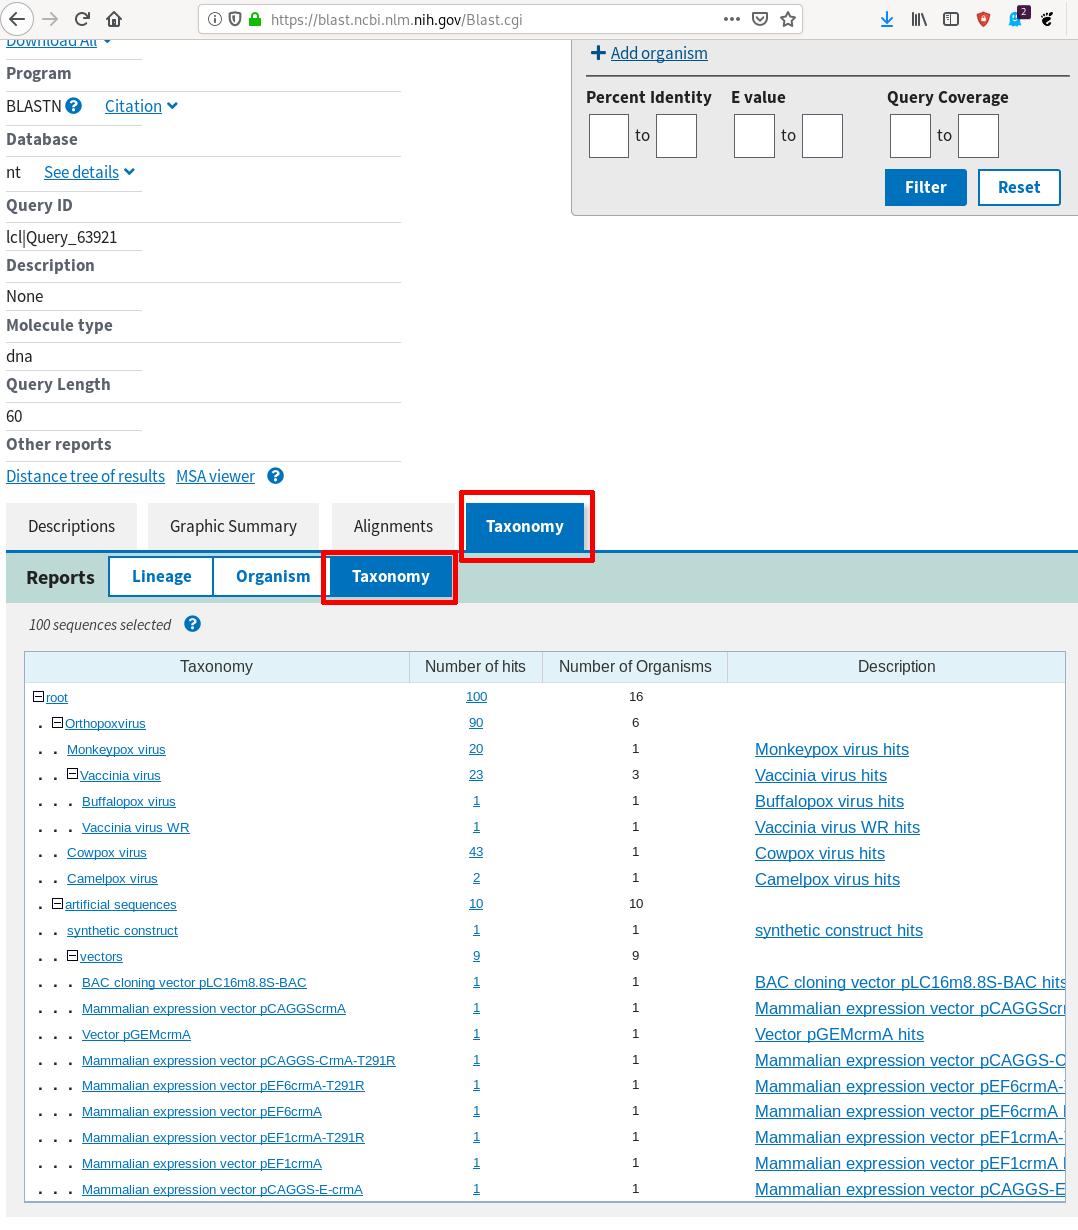 https://blast.ncbi.nlm.nih.gov/Blast.cgi
2
Download All
Add organism
Program
Percent Identity E value Query Coverage
BLASTN ? Citation
to to to
Database
nt See details
Filter Reset
Query ID
lcl|Query_63921
Description
None
Molecule type
dna
Query Length
60
Other reports
Distance tree of results MSA viewer ?
Descriptions Graphic Summary Alignments Taxonomy
Reports Lineage Organism Taxonomy
100 sequences selected ?
Taxonomy Number of hits Number of Organisms Description
root 100 16
. Orthopoxvirus 90 6
. . Monkeypox virus 20 1 Monkeypox virus hits
. . Vaccinia virus 23 3 Vaccinia virus hits
. . . Buffalopox virus 1 1 Buffalopox virus hits
. . . Vaccinia virus WR 1 1 Vaccinia virus WR hits
. . Cowpox virus 43 1 Cowpox virus hits
. . Camelpox virus 2 1 Camelpox virus hits
. artificial sequences 10 10
. . synthetic construct 1 1 synthetic construct hits
. . vectors 9 9
. . . BAC cloning vector pLC16m8.8S-BAC 1 1 BAC cloning vector pLC16m8.8S-BAC hits
. . . Mammalian expression vector pCAGGScrmA 1 1 Mammalian expression vector pCAGGScr
. . . Vector pGEMcrmA 1 1 Vector pGEMcrmA hits
. . . Mammalian expression vector pCAGGS-CrmA-T291R 1 1 Mammalian expression vector pCAGGS-C
. . . Mammalian expression vector pEF6crmA-T291R 1 1 Mammalian expression vector pEF6crmA-
. . . Mammalian expression vector pEF6crmA 1 1 Mammalian expression vector pEF6crmA
. . . Mammalian expression vector pEF1crmA-T291R 1 1 Mammalian expression vector pEF1crmA-
. . . Mammalian expression vector pEF1crmA 1 1 Mammalian expression vector pEF1crmA
. . . Mammalian expression vector pCAGGS-E-crmA 1 1 Mammalian expression vector pCAGGS-E